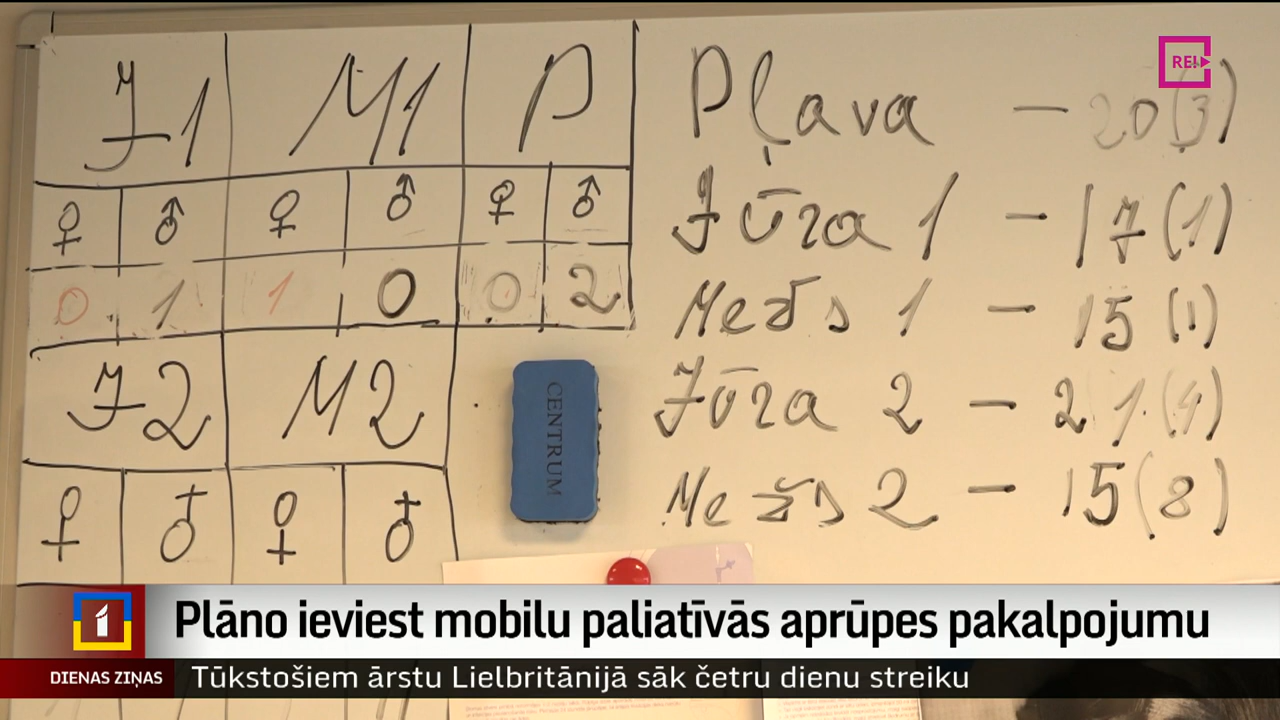 J1 M1 P
♀ ♂ ♀ ♂ ♀ ♂
0 1 1 0 0 2
J2 M2
♀ ♂ ♀ ♂
Pļava – 20(3)
Jūra 1 – 17(1)
Mežs 1 – 15(1)
Jūra 2 – 21(4)
Mežs 2 – 15(8)
CENTRUM
RE!
1
Plāno ieviest mobilu paliatīvās aprūpes pakalpojumu
DIENAS ZIŅAS
Tūkstošiem ārstu Lielbritānijā sāk četru dienu streiku